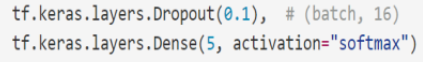 tf.keras.layers.Dropout(0.1),  # (batch, 16)
tf.keras.layers.Dense(5, activation="softmax")